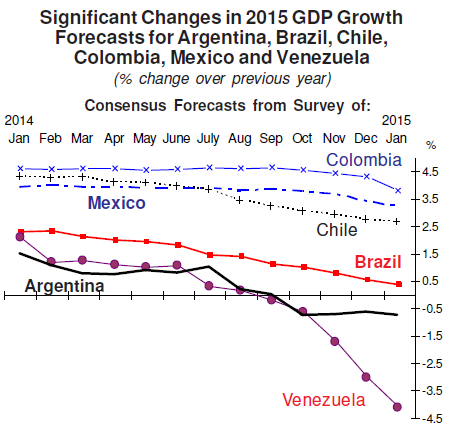 Significant Changes in 2015 GDP Growth
Forecasts for Argentina, Brazil, Chile,
Colombia, Mexico and Venezuela
(% change over previous year)
Consensus Forecasts from Survey of:
2014 2015
Jan Feb Mar Apr May June July Aug Sep Oct Nov Dec Jan
%
Colombia
4.5
Mexico
3.5
Chile
2.5
Brazil
1.5
Argentina
0.5
-0.5
-1.5
-2.5
Venezuela
-3.5
-4.5